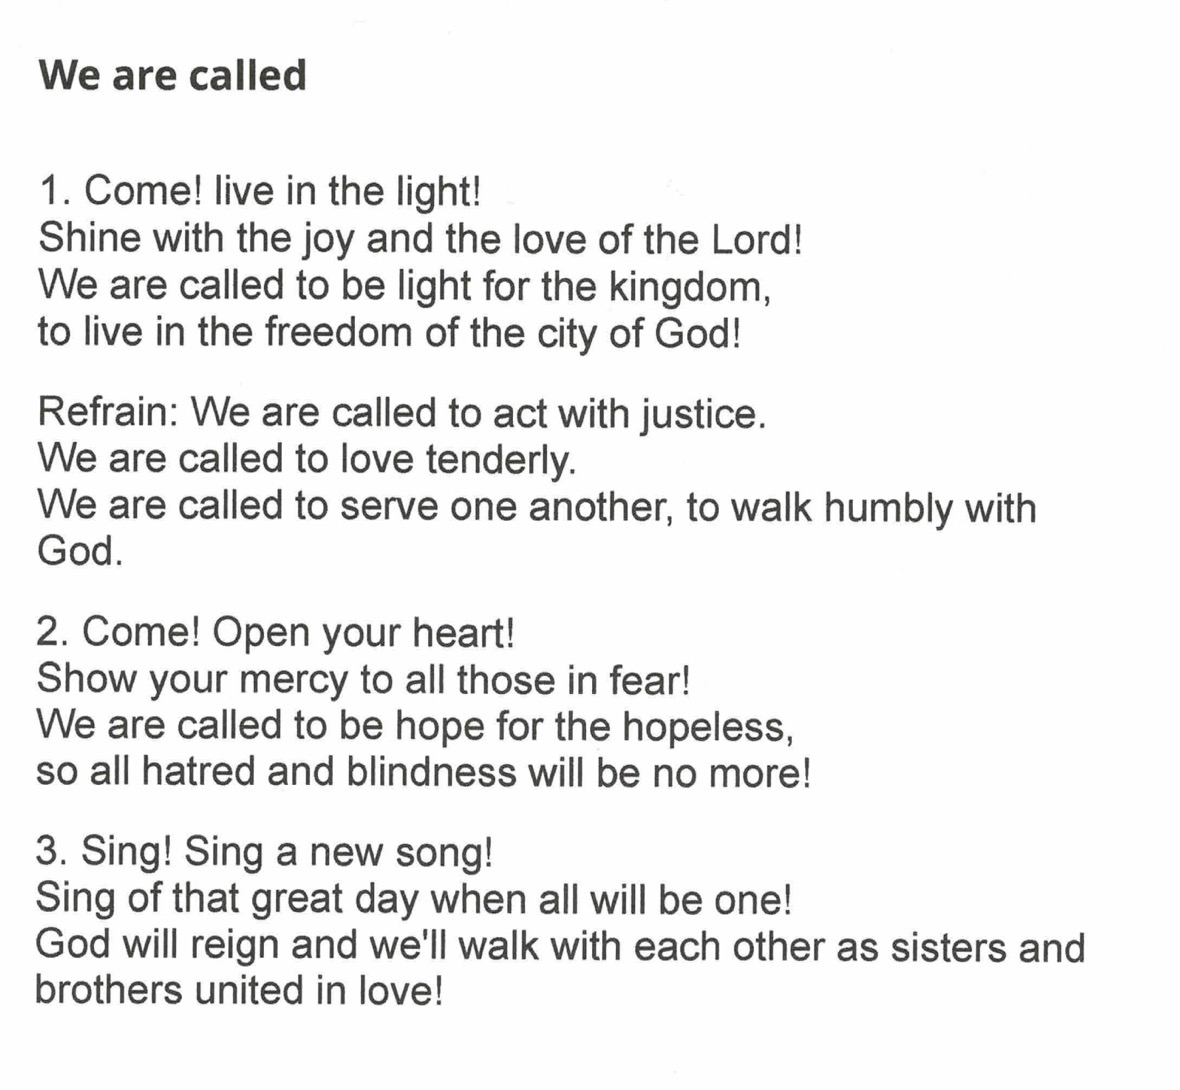 We are called
1. Come! live in the light!
Shine with the joy and the love of the Lord!
We are called to be light for the kingdom,
to live in the freedom of the city of God!
Refrain: We are called to act with justice.
We are called to love tenderly.
We are called to serve one another, to walk humbly with
God.
2. Come! Open your heart!
Show your mercy to all those in fear!
We are called to be hope for the hopeless,
so all hatred and blindness will be no more!
3. Sing! Sing a new song!
Sing of that great day when all will be one!
God will reign and we'll walk with each other as sisters and
brothers united in love!